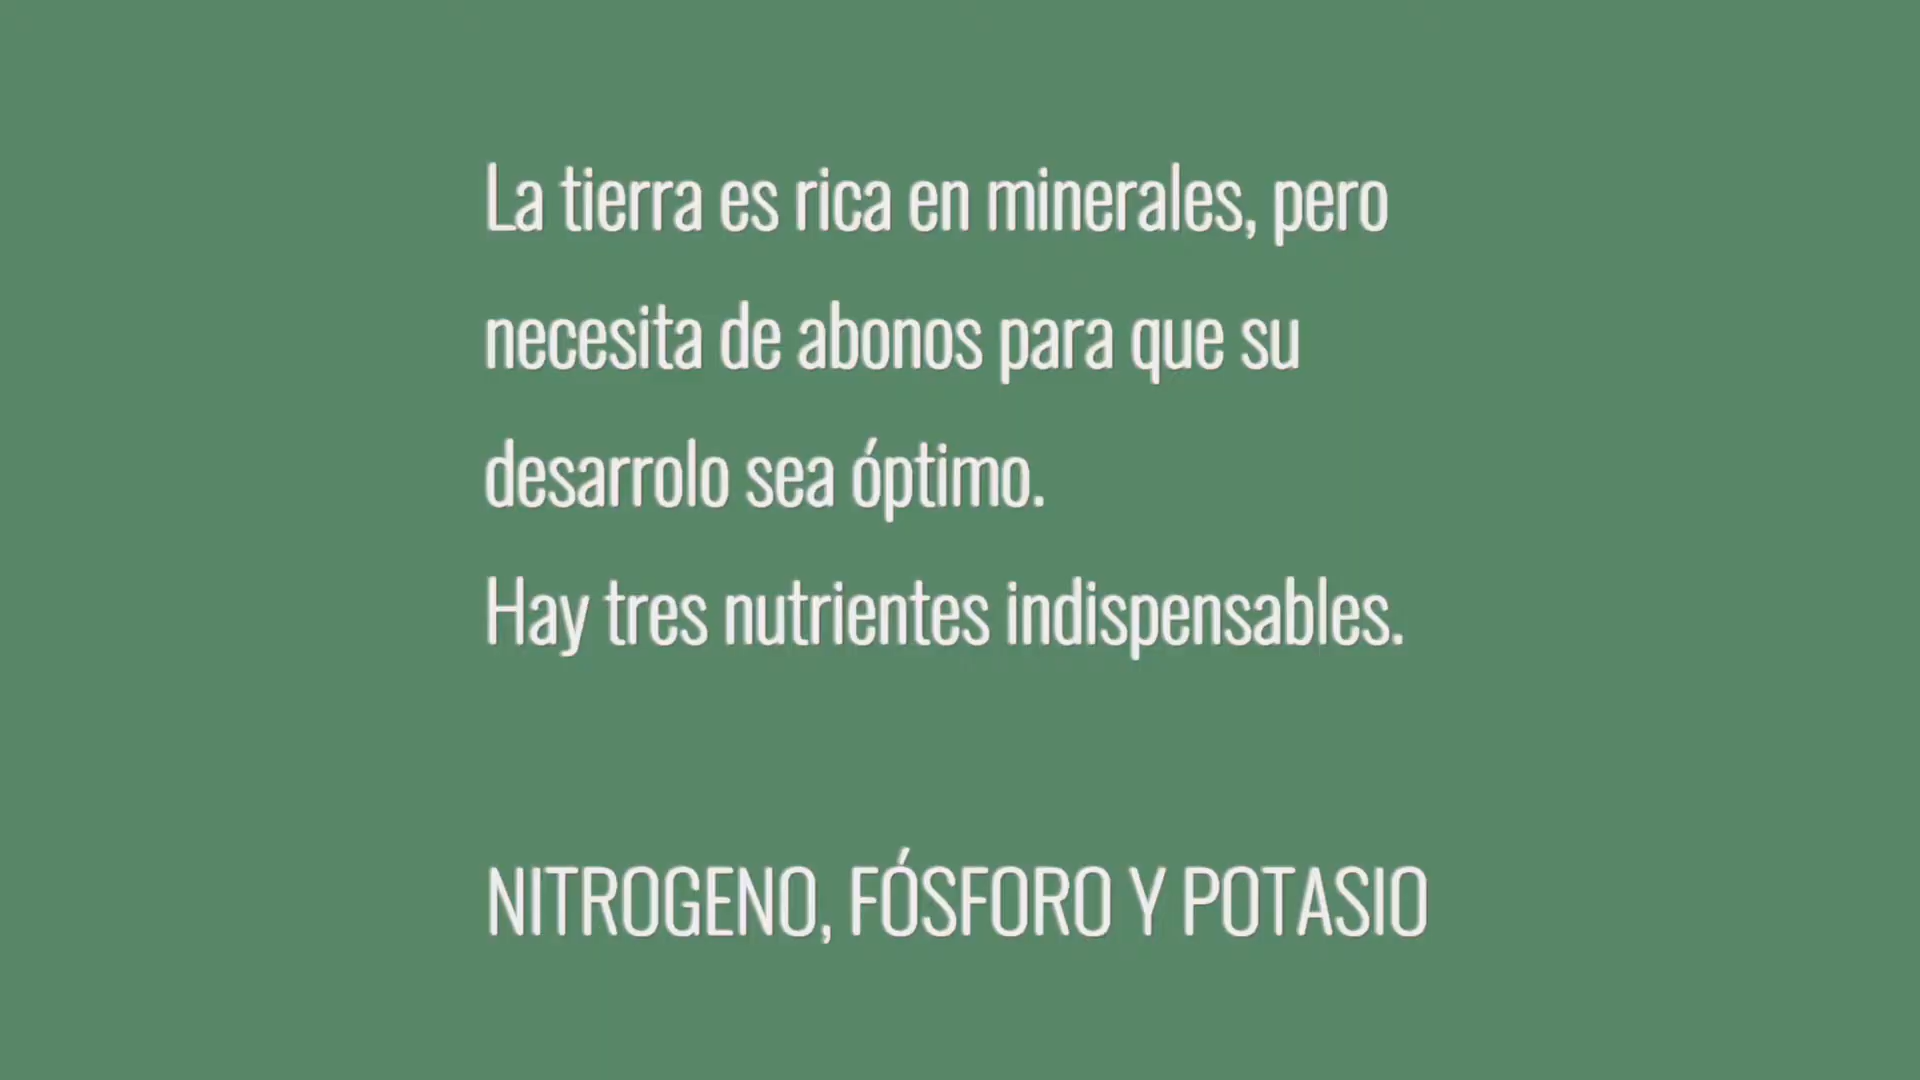 La tierra es rica en minerales, pero
necesita de abonos para que su
desarrolo sea óptimo.
Hay tres nutrientes indispensables.
NITROGENO, FÓSFORO Y POTASIO